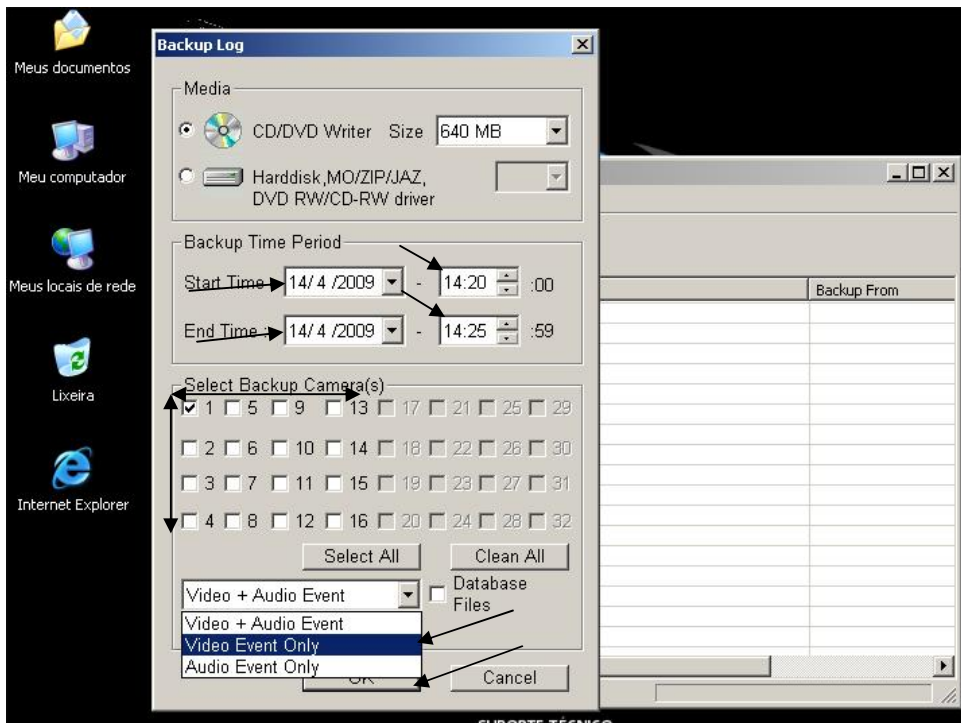 Meus documentos
Meu computador
Meus locais de rede
Lixeira
Internet Explorer
Backup Log
Media
CD/DVD Writer Size 640 MB
Harddisk,MO/ZIP/JAZ,
DVD RW/CD-RW driver
Backup Time Period
Start Time 14/ 4 /2009 - 14:20 :00
End Time : 14/ 4 /2009 - 14:25 :59
Select Backup Camera(s)
1 5 9 13 17 21 25 29
2 6 10 14 18 22 26 30
3 7 11 15 19 23 27 31
4 8 12 16 20 24 28 32
Select All Clean All
Video + Audio Event
Database
Files
Video + Audio Event
Video Event Only
Audio Event Only
OK Cancel
Backup From
SUPORTE TÉCNICO